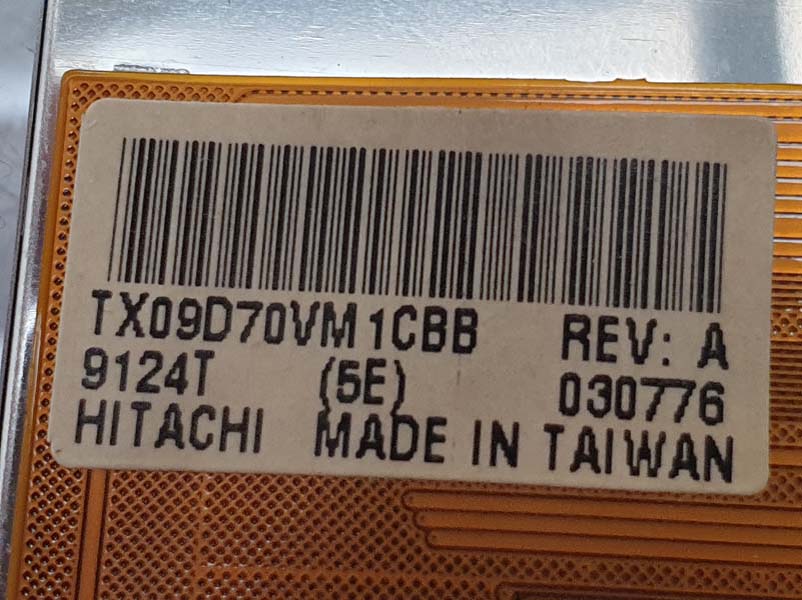 TX09D70VM1CBB REV: A
9124T (5E) 030776
HITACHI MADE IN TAIWAN